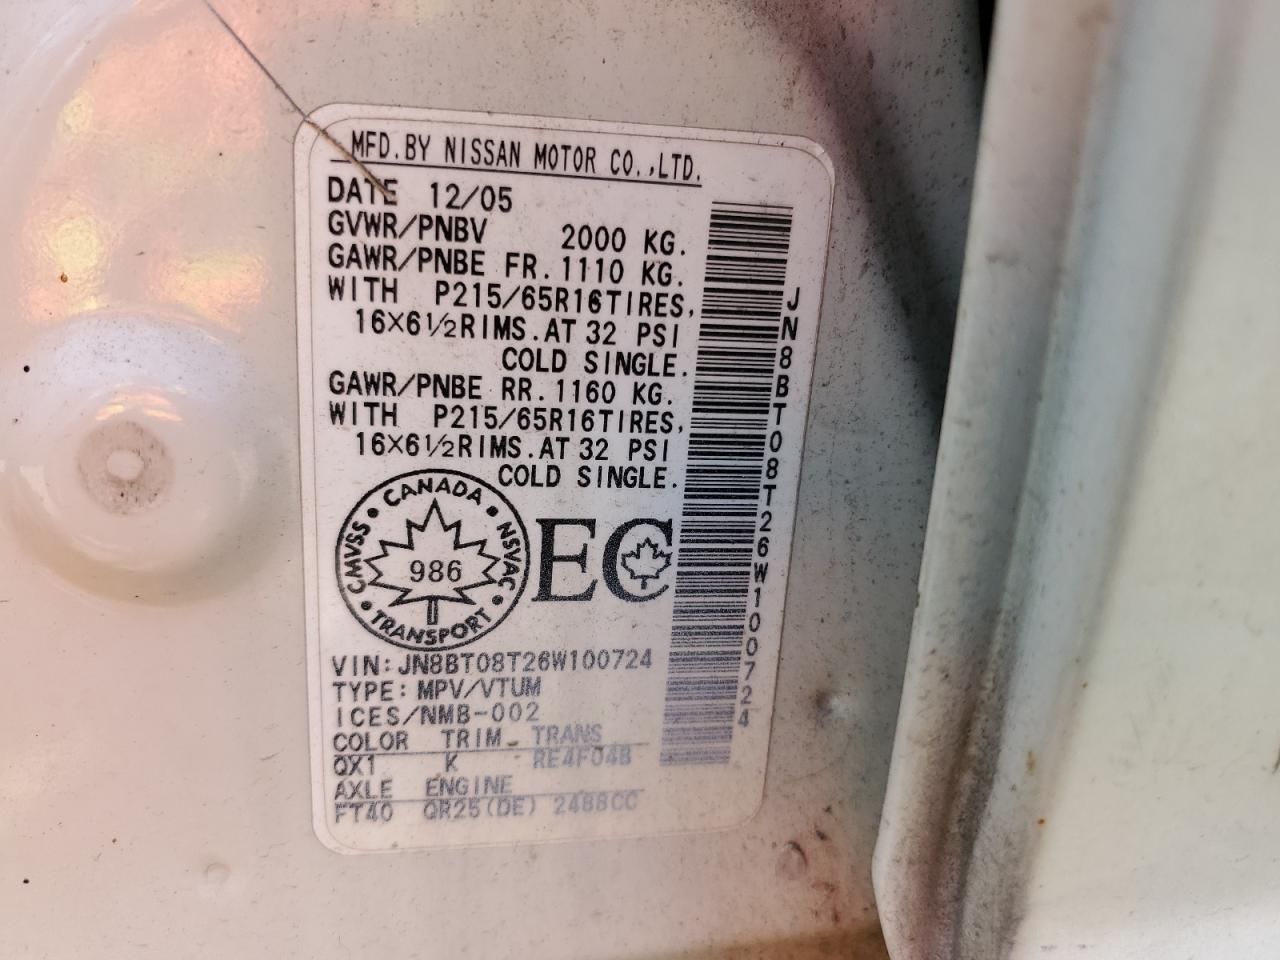 MFD.BY NISSAN MOTOR CO.,LTD.
DATE 12/05
GVWR/PNBV 2000 KG.
GAWR/PNBE FR.1110 KG.
WITH P215/65R16TIRES,
16×6½RIMS.AT 32 PSI
COLD SINGLE.
GAWR/PNBE RR.1160 KG.
WITH P215/65R16TIRES,
16×6½RIMS.AT 32 PSI
COLD SINGLE.
CANADA
CMVSS
NSVAC
986
TRANSPORT
EC
VIN:JN8BT08T26W100724
TYPE:MPV/VTUM
ICES/NMB-002
COLOR TRIM TRANS
QX1 K RE4F04B
AXLE ENGINE
FT40 QR25(DE) 2488CC
JN8BT08T26W100724